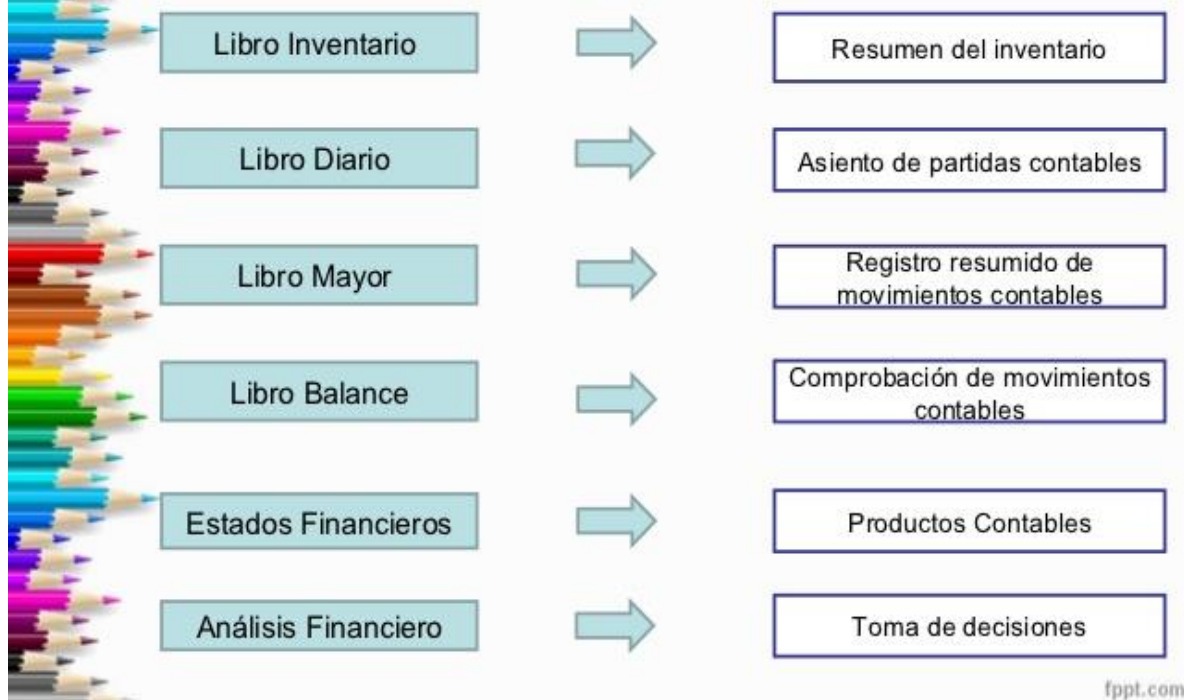 Libro Inventario
Resumen del inventario
Libro Diario
Asiento de partidas contables
Libro Mayor
Registro resumido de
movimientos contables
Libro Balance
Comprobación de movimientos
contables
Estados Financieros
Productos Contables
Análisis Financiero
Toma de decisiones
fppt.com